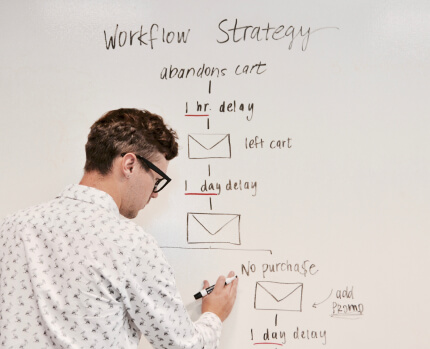 Workflow Strategy
abandons cart
1 hr. delay
left cart
1 day delay
No purchase
add
promo
1 day delay